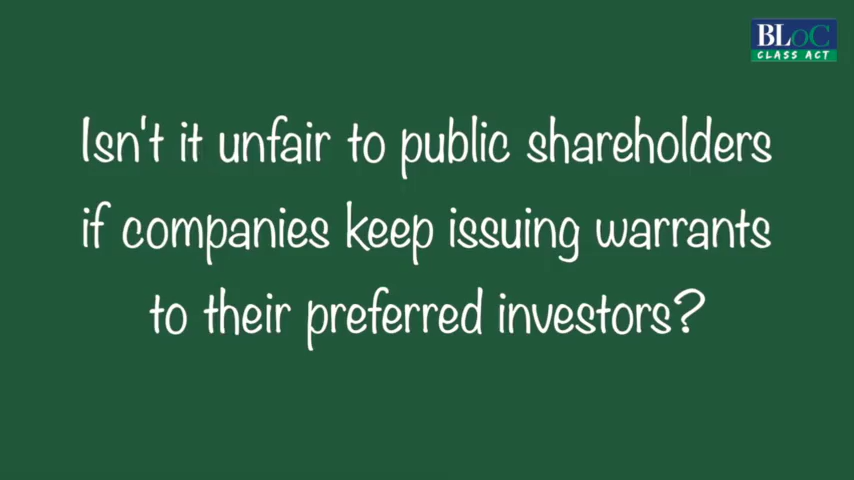 BLoC
CLASS ACT
Isn't it unfair to public shareholders
if companies keep issuing warrants
to their preferred investors?